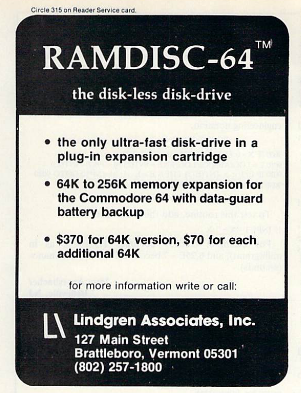 Circle 315 on Reader Service card.
RAMDISC-64™
the disk-less disk-drive
• the only ultra-fast disk-drive in a
plug-in expansion cartridge
• 64K to 256K memory expansion for
the Commodore 64 with data-guard
battery backup
• $370 for 64K version, $70 for each
additional 64K
for more information write or call:
Lindgren Associates, Inc.
127 Main Street
Brattleboro, Vermont 05301
(802) 257-1800